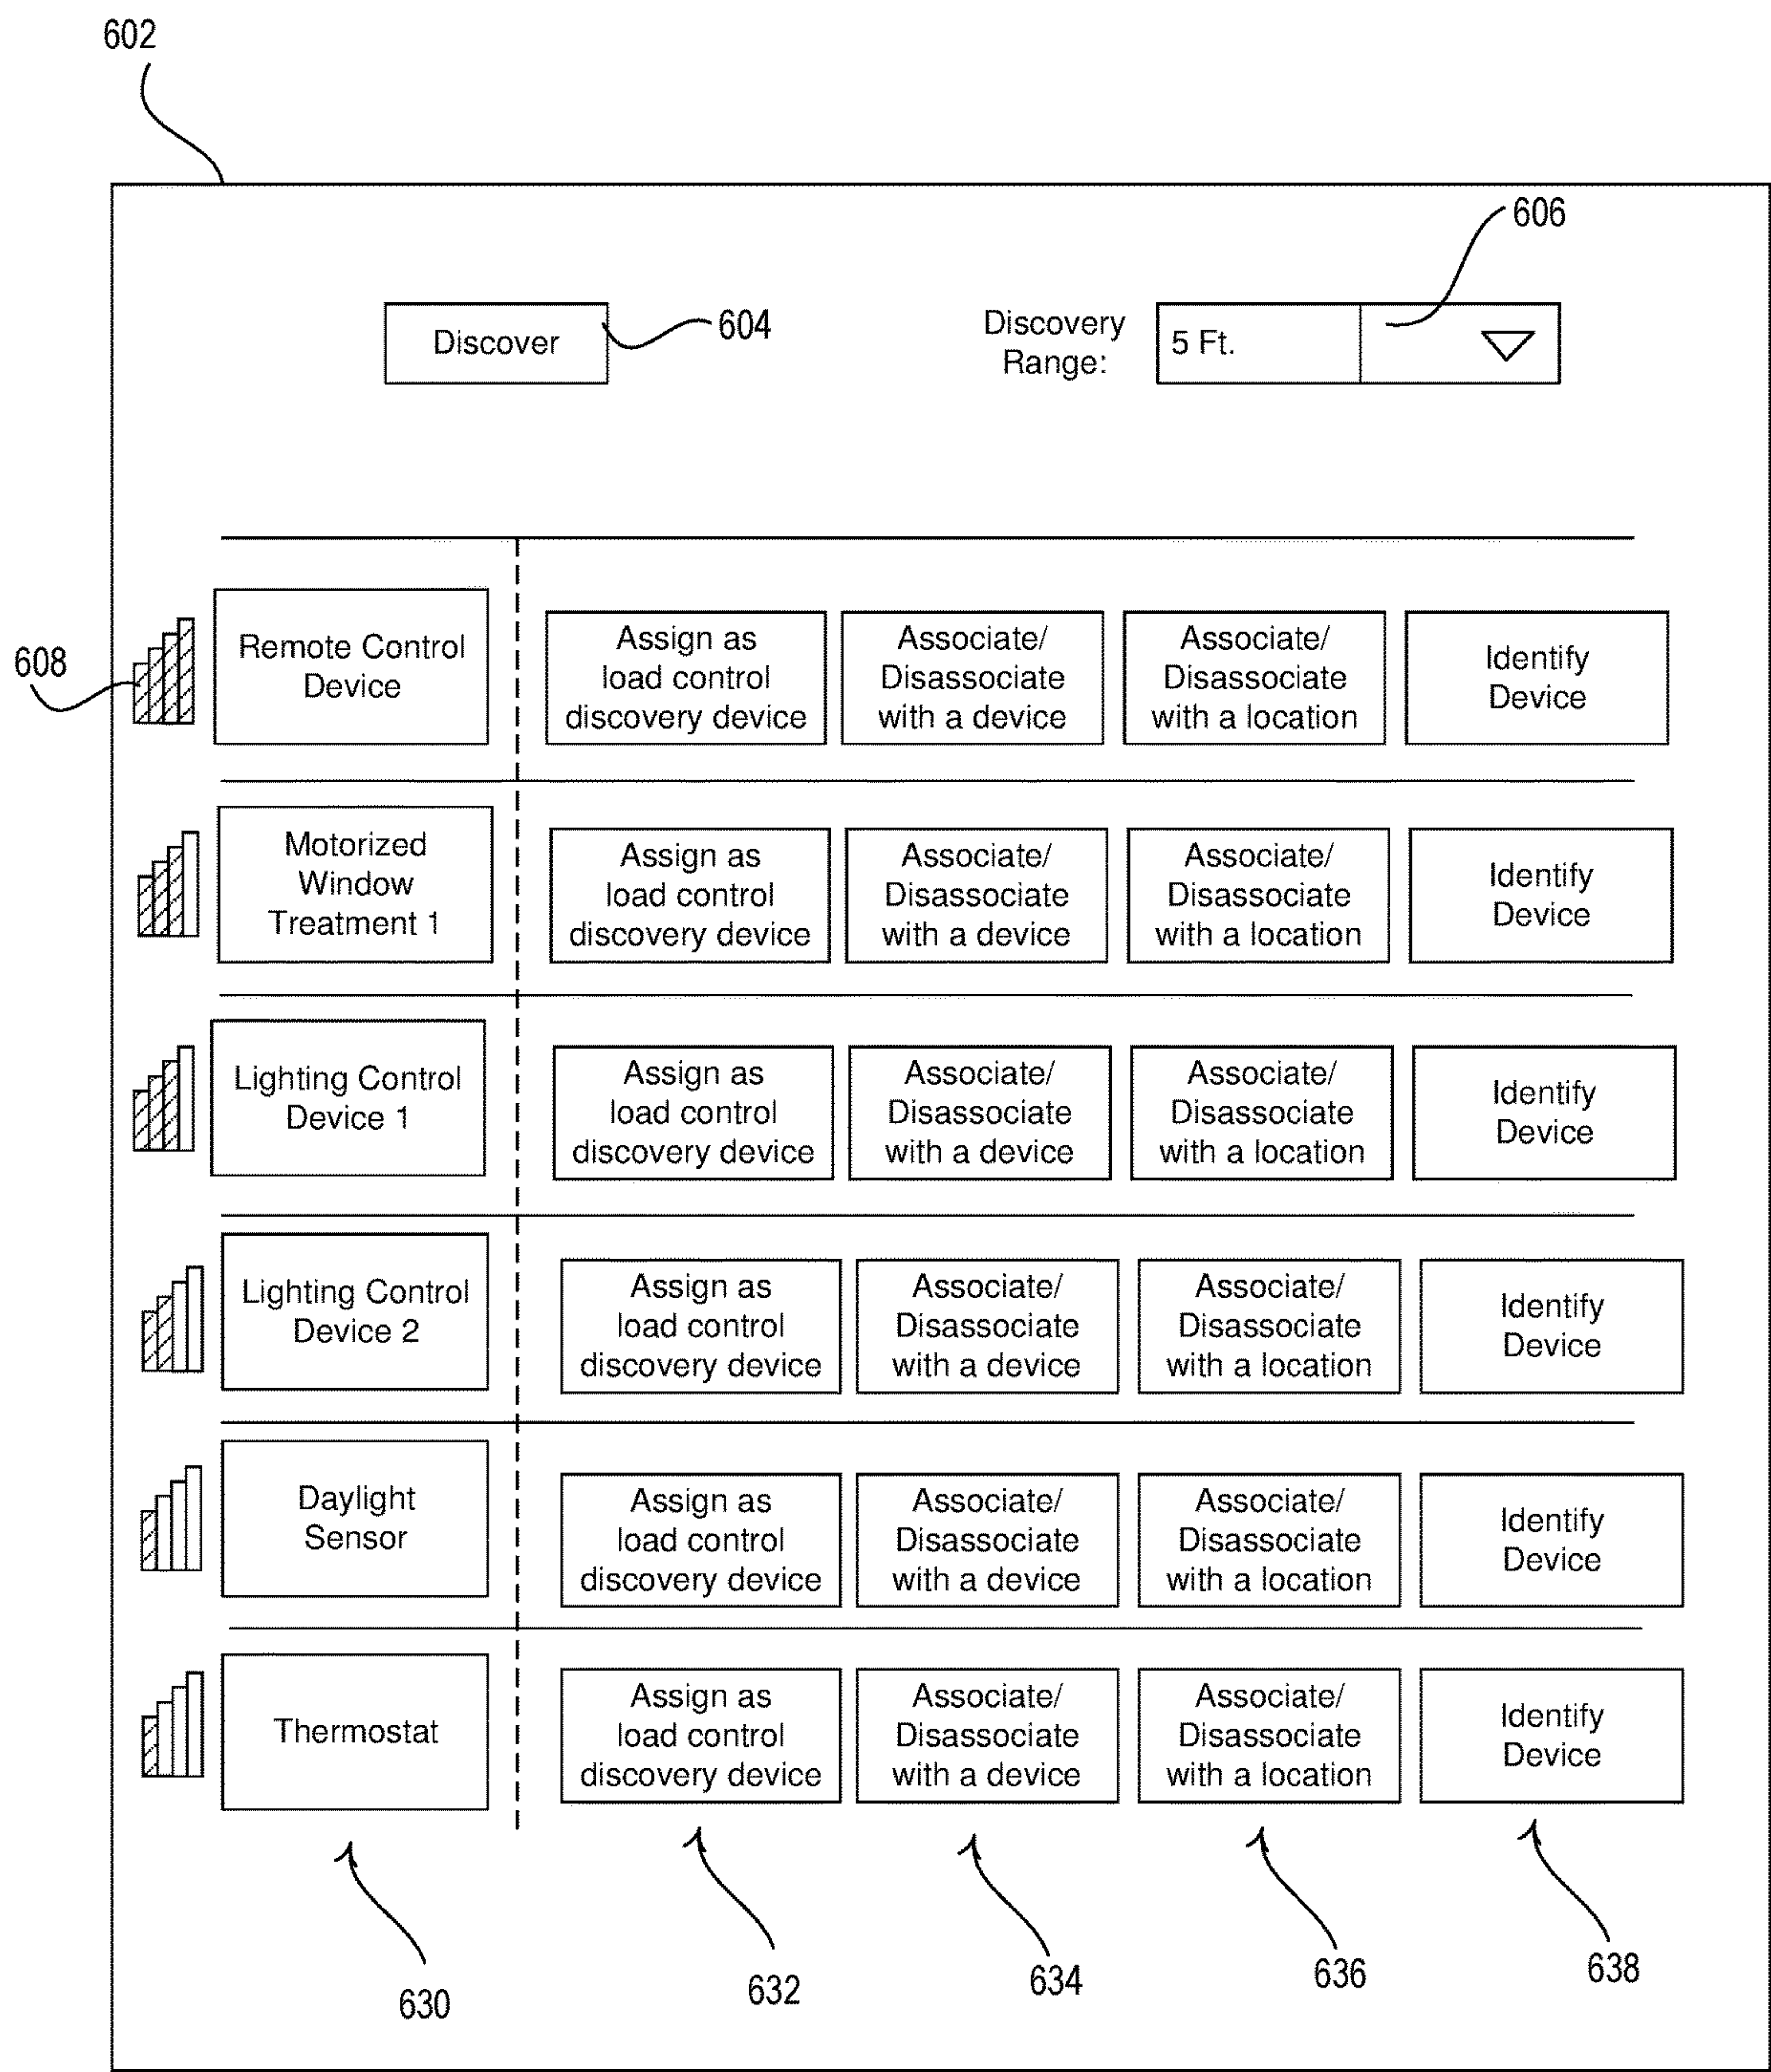 602
606
Discover
604
Discovery
Range:
5 Ft.
608
Remote Control
Device
Assign as
load control
discovery device
Associate/
Disassociate
with a device
Associate/
Disassociate
with a location
Identify
Device
Motorized
Window
Treatment 1
Assign as
load control
discovery device
Associate/
Disassociate
with a device
Associate/
Disassociate
with a location
Identify
Device
Lighting Control
Device 1
Assign as
load control
discovery device
Associate/
Disassociate
with a device
Associate/
Disassociate
with a location
Identify
Device
Lighting Control
Device 2
Assign as
load control
discovery device
Associate/
Disassociate
with a device
Associate/
Disassociate
with a location
Identify
Device
Daylight
Sensor
Assign as
load control
discovery device
Associate/
Disassociate
with a device
Associate/
Disassociate
with a location
Identify
Device
Thermostat
Assign as
load control
discovery device
Associate/
Disassociate
with a device
Associate/
Disassociate
with a location
Identify
Device
630
632
634
636
638